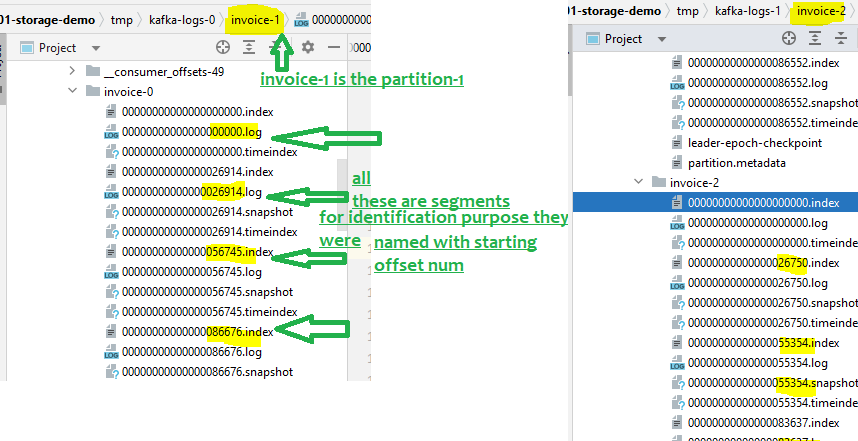 01-storage-demo › tmp › kafka-logs-0 › invoice-1
Project
invoice-1 is the partition-1
__consumer_offsets-49
invoice-0
00000000000000000000.index
00000000000000000000.log
00000000000000000000.timeindex
00000000000000026914.index
00000000000000026914.log
00000000000000026914.snapshot
00000000000000026914.timeindex
00000000000000056745.index
00000000000000056745.log
00000000000000056745.snapshot
00000000000000056745.timeindex
00000000000000086676.index
00000000000000086676.log
00000000000000086676.snapshot
all
these are segments
for identification purpose they
were named with starting
offset num
01-storage-demo › tmp › kafka-logs-1 › invoice-2
Project
00000000000000086552.index
00000000000000086552.log
00000000000000086552.snapshot
00000000000000086552.timeinde
leader-epoch-checkpoint
partition.metadata
invoice-2
00000000000000000000.index
00000000000000000000.log
00000000000000000000.timeinde
00000000000000026750.index
00000000000000026750.log
00000000000000026750.snapshot
00000000000000026750.timeinde
00000000000000055354.index
00000000000000055354.log
00000000000000055354.snapshot
00000000000000055354.timeinde
00000000000000083637.index